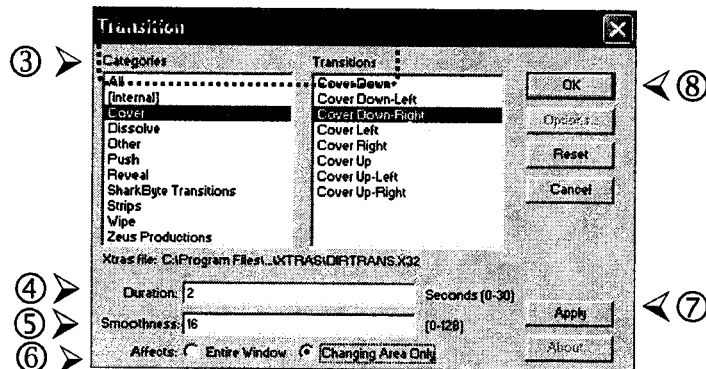 Transition
③ Categories
All
[internal]
Cover
Dissolve
Other
Push
Reveal
SharkByte Transitions
Strips
Wipe
Zeus Productions
Transitions
Cover Down
Cover Down-Left
Cover Down-Right
Cover Left
Cover Right
Cover Up
Cover Up-Left
Cover Up-Right
OK ⑧
Options...
Reset
Cancel
Xtras file: C:\Program Files\...\XTRAS\DIRTRANS.X32
④ Duration: 2 Seconds (0-30)
⑤ Smoothness: 16 (0-128)
Apply ⑦
⑥ Affects: Entire Window Changing Area Only
About...